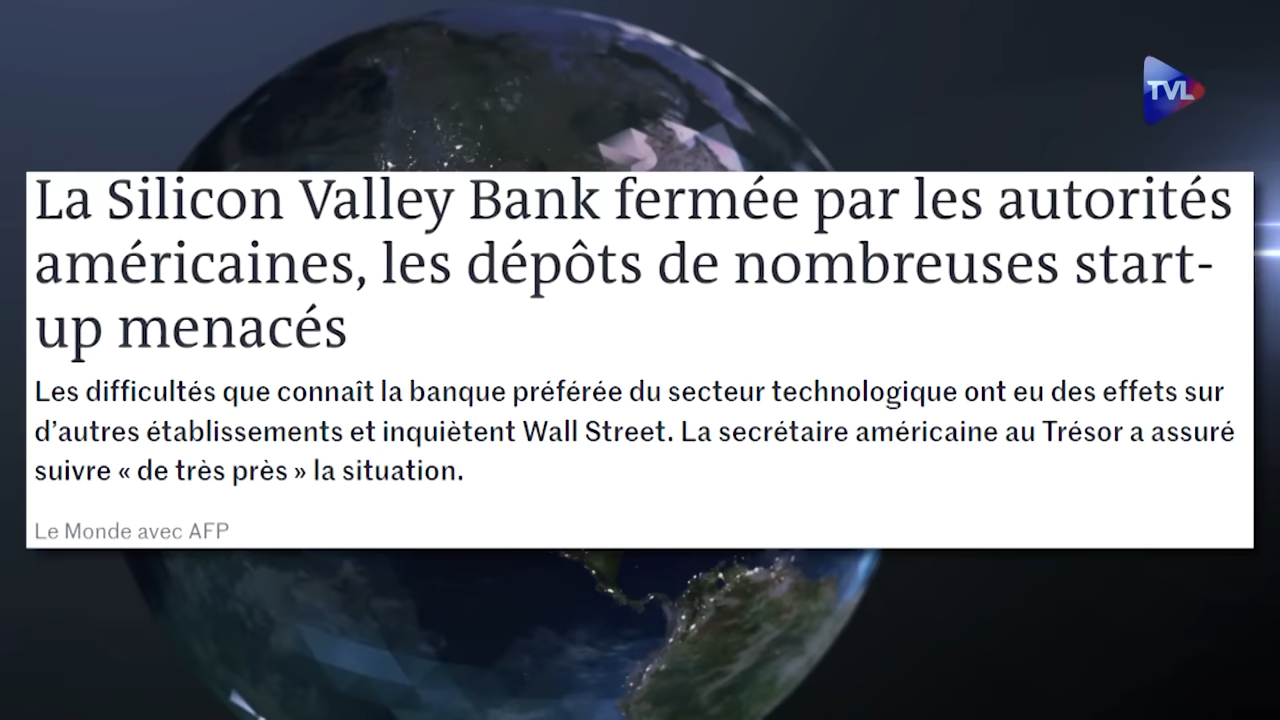 TVL
La Silicon Valley Bank fermée par les autorités
américaines, les dépôts de nombreuses start-
up menacés
Les difficultés que connaît la banque préférée du secteur technologique ont eu des effets sur
d’autres établissements et inquiètent Wall Street. La secrétaire américaine au Trésor a assuré
suivre « de très près » la situation.
Le Monde avec AFP